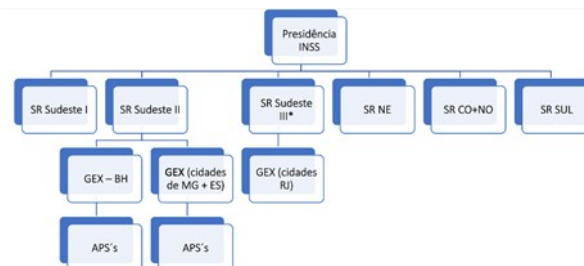 Presidência
INSS
SR Sudeste I
SR Sudeste II
SR Sudeste
III*
SR NE
SR CO+NO
SR SUL
GEX – BH
GEX (cidades
de MG + ES)
GEX (cidades
RJ)
APS´s
APS´s